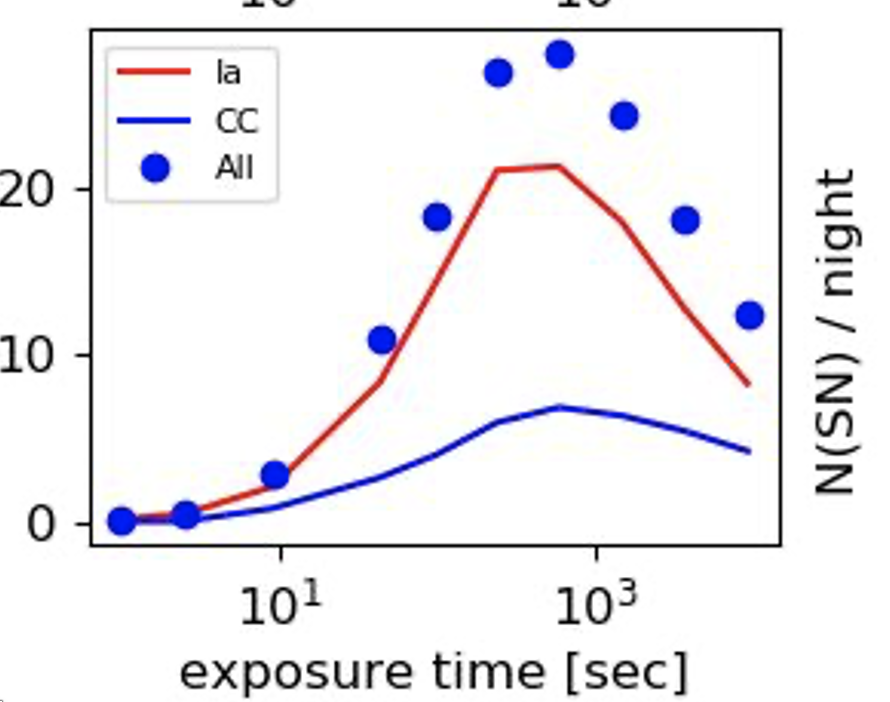 Ia
CC
All
20
10
0
N(SN) / night
10¹ 10³
exposure time [sec]